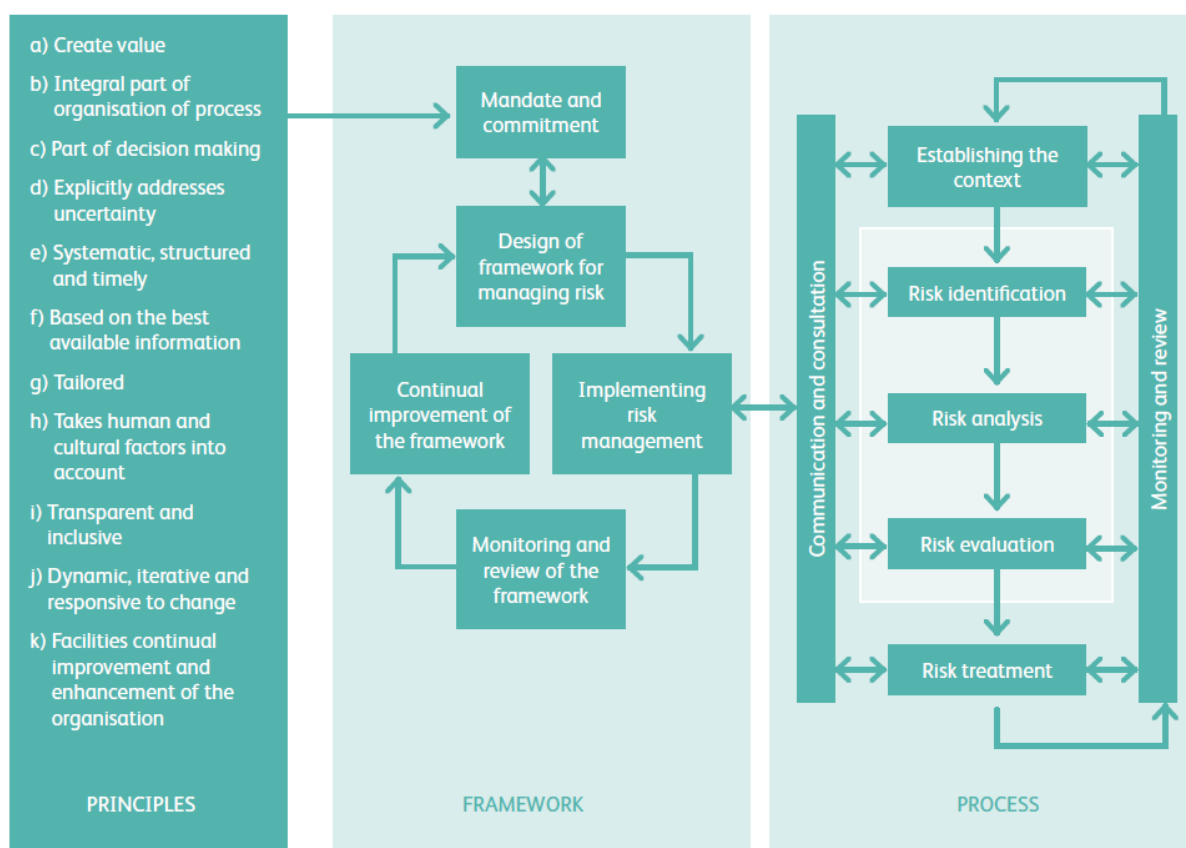 a) Create value
b) Integral part of
organisation of process
c) Part of decision making
d) Explicitly addresses
uncertainty
e) Systematic, structured
and timely
f) Based on the best
available information
g) Tailored
h) Takes human and
cultural factors into
account
i) Transparent and
inclusive
j) Dynamic, iterative and
responsive to change
k) Facilities continual
improvement and
enhancement of the
organisation
PRINCIPLES
Mandate and
commitment
Design of
framework for
managing risk
Continual
improvement of
the framework
Implementing
risk
management
Monitoring and
review of the
framework
FRAMEWORK
Communication and consultation
Establishing the
context
Risk identification
Risk analysis
Risk evaluation
Risk treatment
Monitoring and review
PROCESS